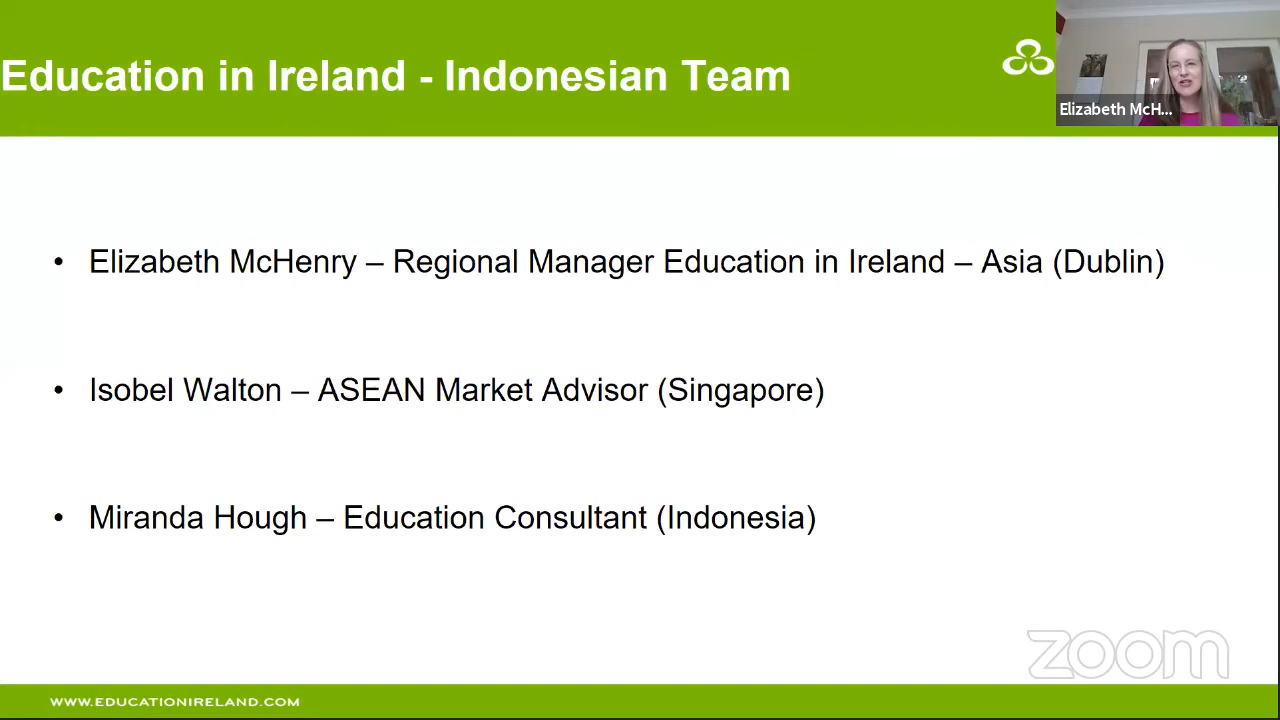 Education in Ireland - Indonesian Team
Elizabeth McH...
• Elizabeth McHenry – Regional Manager Education in Ireland – Asia (Dublin)
• Isobel Walton – ASEAN Market Advisor (Singapore)
• Miranda Hough – Education Consultant (Indonesia)
zoom
WWW.EDUCATIONIRELAND.COM